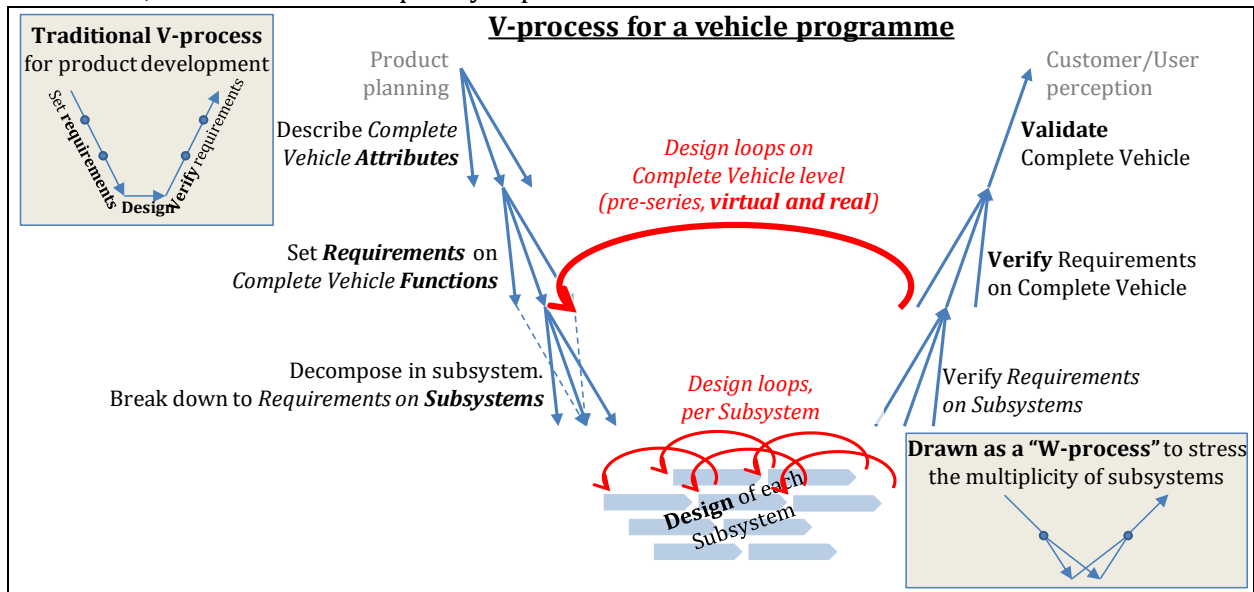 V-process for a vehicle programme
Traditional V-process
for product development
Set requirements
Design
Verify requirements
Product
planning
Describe Complete
Vehicle Attributes
Set Requirements on
Complete Vehicle Functions
Decompose in subsystem.
Break down to Requirements on Subsystems
Design loops on
Complete Vehicle level
(pre-series, virtual and real)
Design loops,
per Subsystem
Design of each
Subsystem
Customer/User
perception
Validate
Complete Vehicle
Verify Requirements
on Complete Vehicle
Verify Requirements
on Subsystems
Drawn as a “W-process” to stress
the multiplicity of subsystems